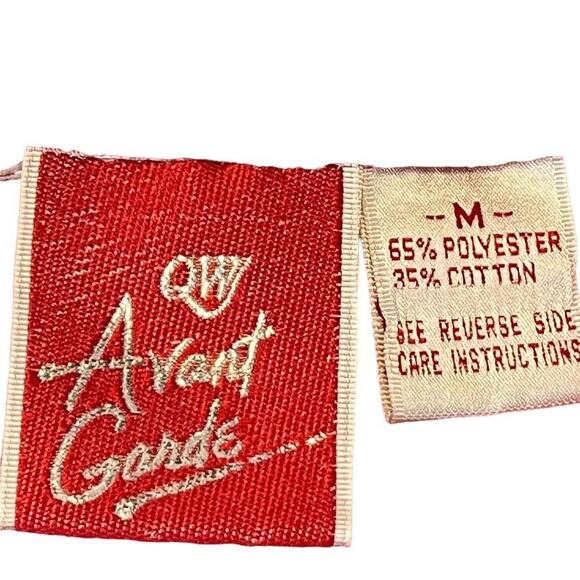 QW
Avant
Garde
-M-
65% POLYESTER
35% COTTON
SEE REVERSE SIDE
CARE INSTRUCTIONS